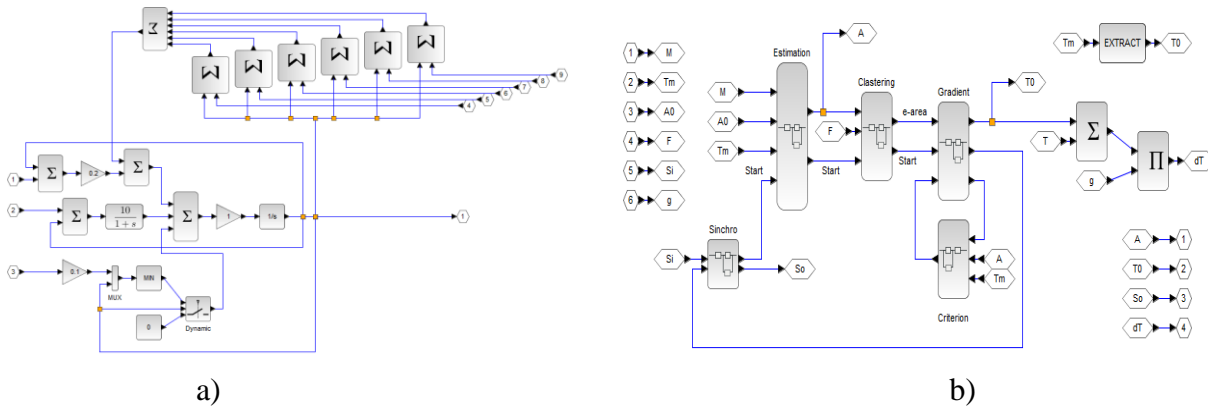 Σ
Σ
Σ
Σ
Σ
Σ
Σ
9
8
7
6
5
4
1
Σ
0.2
Σ
2
Σ
10
1 + s
Σ
1
1/s
1
3
0.1
MUX
MIN
0
Dynamic
a)
1 M
2 Tm
3 A0
4 F
5 Si
6 g
Estimation
M
A0
Tm
Start
A
Clastering
F
Start
e-area
Start
Gradient
T0
Tm EXTRACT T0
T
Σ
g
Π
dT
Sinchro
Si
So
A
Tm
Criterion
A 1
T0 2
So 3
dT 4
b)